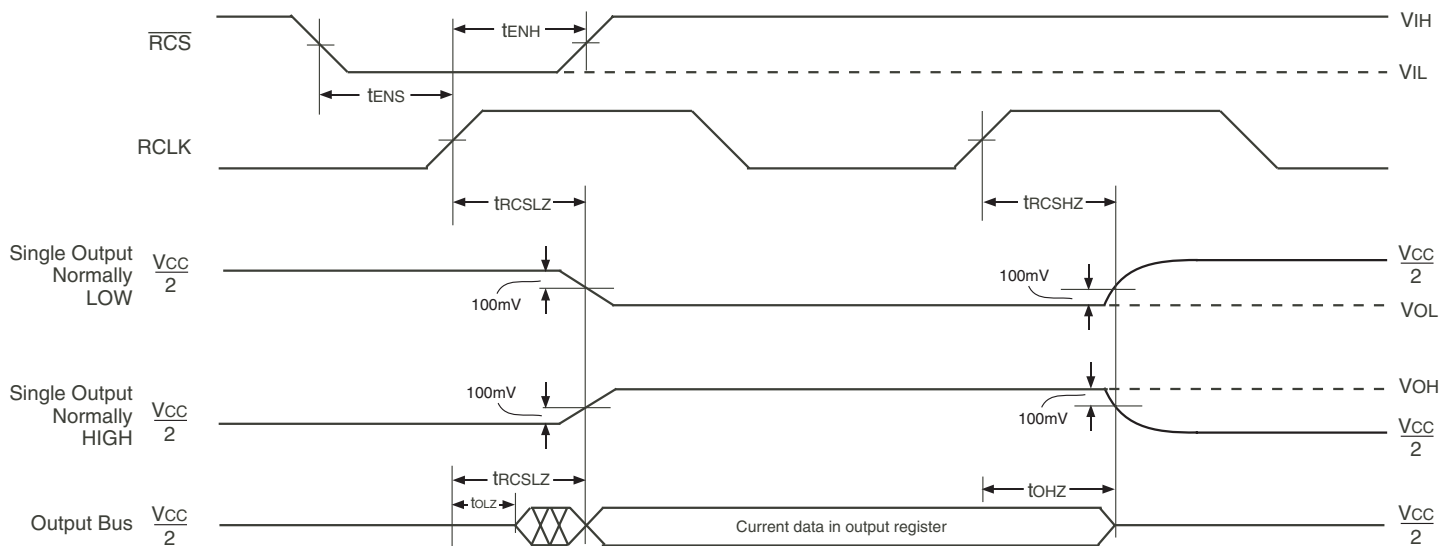 RCS
tENH
VIH
VIL
tENS
RCLK
tRCSLZ
tRCSHZ
Single Output
Normally
LOW
VCC
2
100mV
100mV
VCC
2
VOL
Single Output
Normally
HIGH
VCC
2
100mV
100mV
VOH
VCC
2
tRCSLZ
tOLZ
tOHZ
Output Bus
VCC
2
Current data in output register
VCC
2